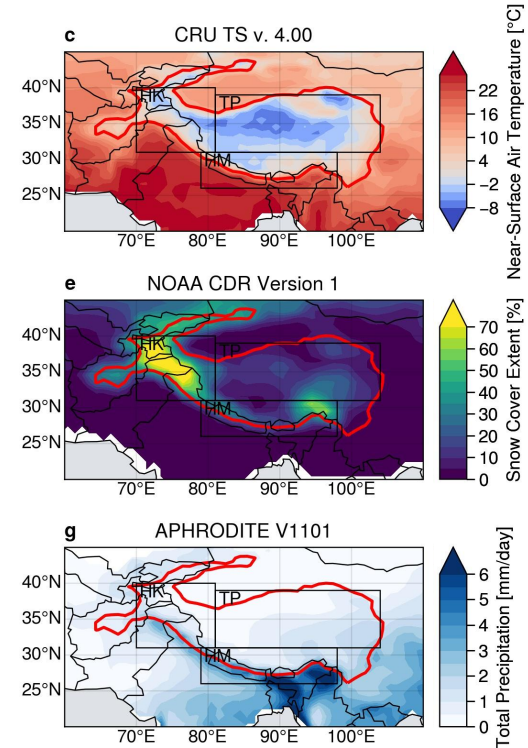 c
CRU TS v. 4.00
40°N
35°N
30°N
25°N
HK
TP
HM
70°E 80°E 90°E 100°E
22
16
10
4
−2
−8
Near-Surface Air Temperature [°C]
e
NOAA CDR Version 1
40°N
35°N
30°N
25°N
HK
TP
HM
70°E 80°E 90°E 100°E
70
60
50
40
30
20
10
0
Snow Cover Extent [%]
g
APHRODITE V1101
40°N
35°N
30°N
25°N
HK
TP
HM
70°E 80°E 90°E 100°E
6
5
4
3
2
1
0
Total Precipitation [mm/day]